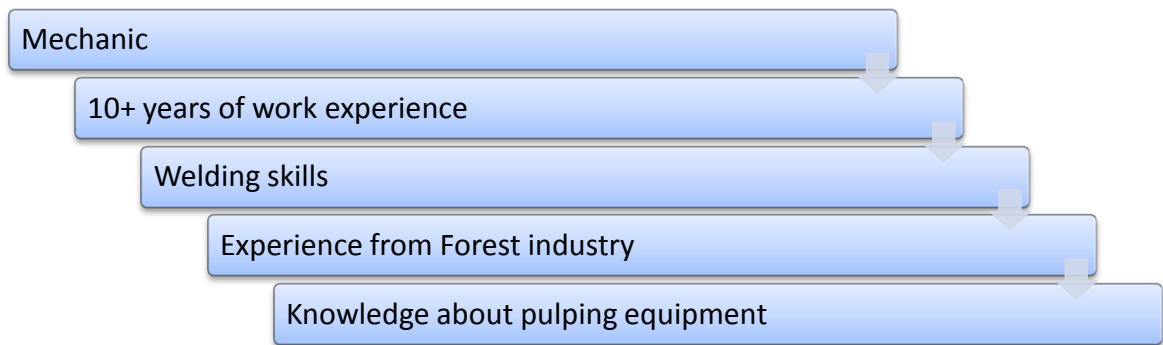 Mechanic
10+ years of work experience
Welding skills
Experience from Forest industry
Knowledge about pulping equipment